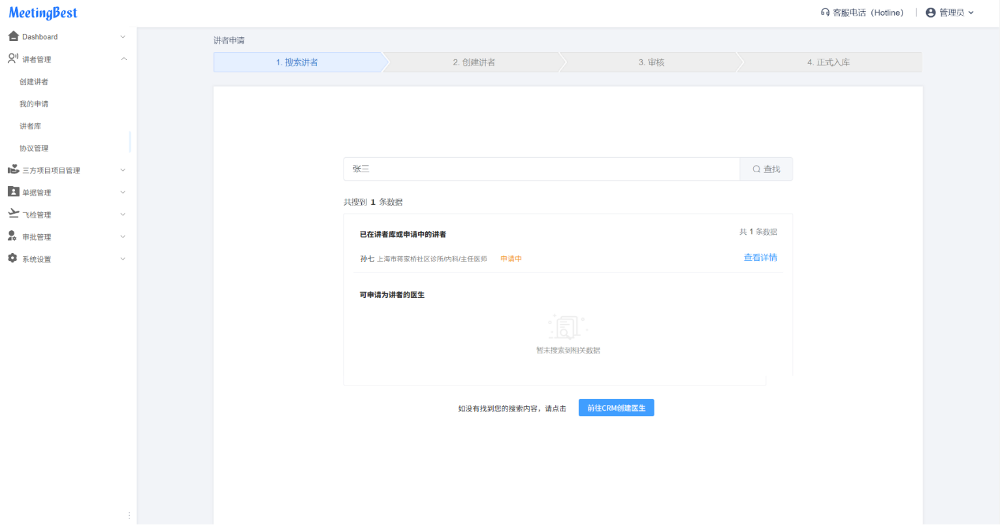 MeetingBest
客服电话（Hotline） | 管理员
Dashboard
讲者管理
创建讲者
我的申请
讲者库
协议管理
三方项目项目管理
单据管理
飞检管理
审批管理
系统设置
讲者申请
1. 搜索讲者
2. 创建讲者
3. 审核
4. 正式入库
张三
查找
共搜到 1 条数据
已在讲者库或申请中的讲者
共 1 条数据
孙七 上海市蒋家桥社区诊所/内科/主任医师 申请中
查看详情
可申请为讲者的医生
暂未搜索到相关数据
如没有找到您的搜索内容，请点击
前往CRM创建医生